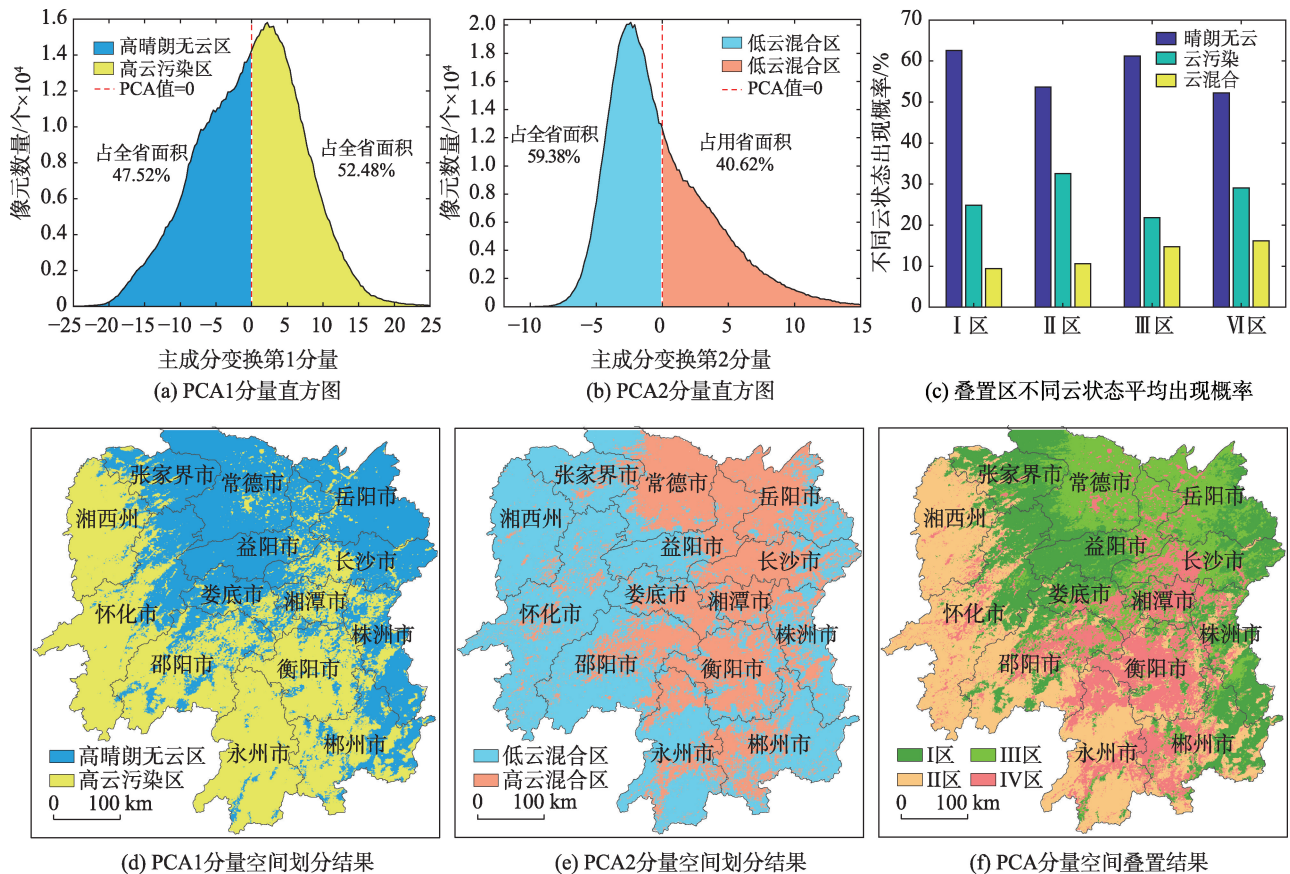 1.6
1.4
1.2
1.0
0.8
0.6
0.4
0.2
0
像元数量/个×10⁴
高晴朗无云区
高云污染区
PCA值=0
占全省面积
47.52%
占全省面积
52.48%
−25 −20 −15 −10 −5 0 5 10 15 20 25
主成分变换第1分量
(a) PCA1分量直方图
2.0
1.8
1.6
1.4
1.2
1.0
0.8
0.6
0.4
0.2
0
像元数量/个×10⁴
低云混合区
低云混合区
PCA值=0
占全省面积
59.38%
占用省面积
40.62%
−10 −5 0 5 10 15
主成分变换第2分量
(b) PCA2分量直方图
70
60
50
40
30
20
10
0
不同云状态出现概率/%
晴朗无云
云污染
云混合
Ⅰ区 Ⅱ区 Ⅲ区 Ⅵ区
(c) 叠置区不同云状态平均出现概率
张家界市
常德市
岳阳市
湘西州
益阳市
长沙市
娄底市
湘潭市
怀化市
株洲市
邵阳市
衡阳市
永州市
郴州市
高晴朗无云区
高云污染区
0 100 km
(d) PCA1分量空间划分结果
张家界市
常德市
岳阳市
湘西州
益阳市
长沙市
娄底市
湘潭市
怀化市
株洲市
邵阳市
衡阳市
永州市
郴州市
低云混合区
高云混合区
0 100 km
(e) PCA2分量空间划分结果
张家界市
常德市
岳阳市
湘西州
益阳市
长沙市
娄底市
湘潭市
怀化市
株洲市
邵阳市
衡阳市
永州市
郴州市
I区 III区
II区 IV区
0 100 km
(f) PCA分量空间叠置结果